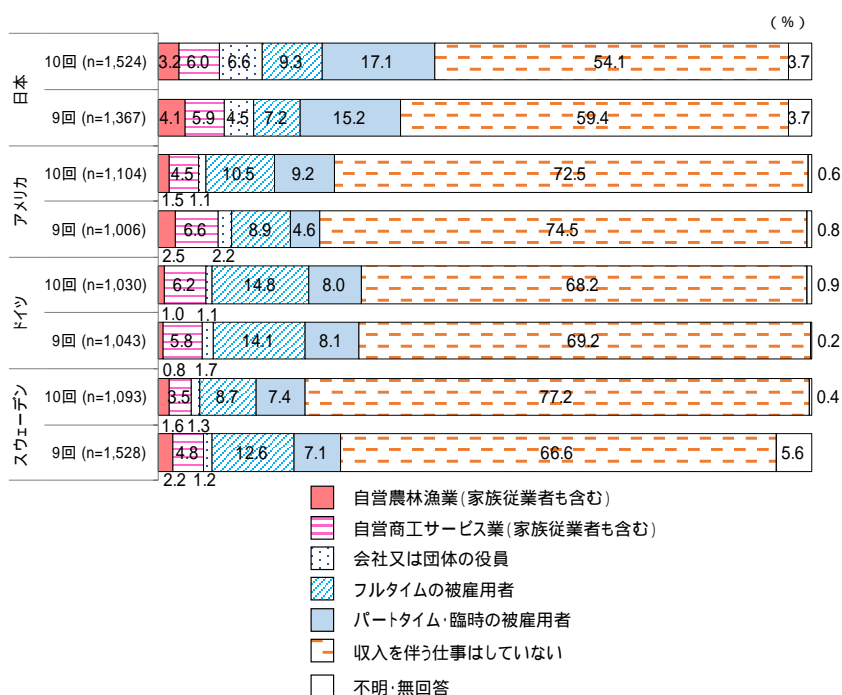 (%)
日本
10回 (n=1,524) 3.2 6.0 6.6 9.3 17.1 54.1 3.7
9回 (n=1,367) 4.1 5.9 4.5 7.2 15.2 59.4 3.7
アメリカ
10回 (n=1,104) 4.5 10.5 9.2 72.5 0.6
1.5 1.1
9回 (n=1,006) 6.6 8.9 4.6 74.5 0.8
2.5 2.2
ドイツ
10回 (n=1,030) 6.2 14.8 8.0 68.2 0.9
1.0 1.1
9回 (n=1,043) 5.8 14.1 8.1 69.2 0.2
0.8 1.7
スウェーデン
10回 (n=1,093) 3.5 8.7 7.4 77.2 0.4
1.6 1.3
9回 (n=1,528) 4.8 12.6 7.1 66.6 5.6
2.2 1.2
自営農林漁業(家族従業者も含む)
自営商工サービス業(家族従業者も含む)
会社又は団体の役員
フルタイムの被雇用者
パートタイム･臨時の被雇用者
収入を伴う仕事はしていない
不明･無回答